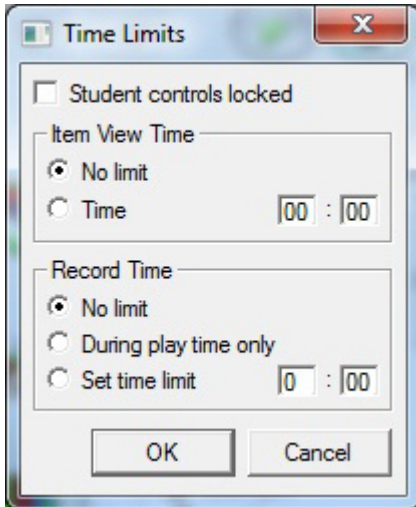 Time Limits
Student controls locked
Item View Time
No limit
Time 00 : 00
Record Time
No limit
During play time only
Set time limit 0 : 00
OK Cancel